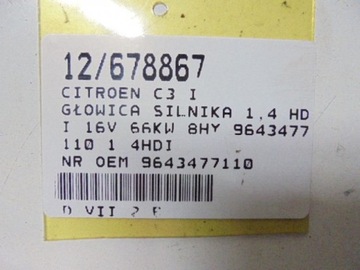 12/678867
CITROEN C3 I
GŁOWICA SILNIKA 1.4 HD
I 16V 66KW 8HY 9643477
110 1 4HDI
NR OEM 9643477110
D VII 2 E